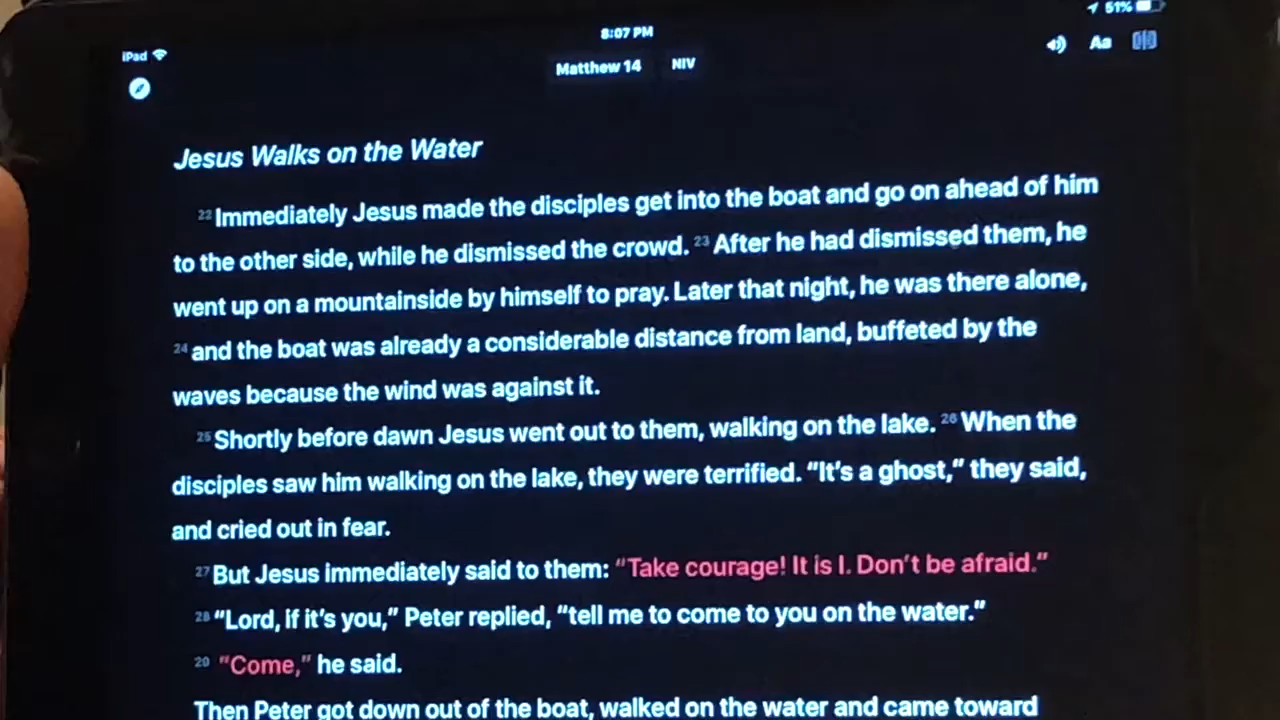 8:07 PM
51%
iPad
Matthew 14 NIV
Aa
Jesus Walks on the Water
22 Immediately Jesus made the disciples get into the boat and go on ahead of him
to the other side, while he dismissed the crowd. 23 After he had dismissed them, he
went up on a mountainside by himself to pray. Later that night, he was there alone,
24 and the boat was already a considerable distance from land, buffeted by the
waves because the wind was against it.
25 Shortly before dawn Jesus went out to them, walking on the lake. 26 When the
disciples saw him walking on the lake, they were terrified. “It’s a ghost,” they said,
and cried out in fear.
27 But Jesus immediately said to them: “Take courage! It is I. Don’t be afraid.”
28 “Lord, if it’s you,” Peter replied, “tell me to come to you on the water.”
29 “Come,” he said.
Then Peter got down out of the boat, walked on the water and came toward